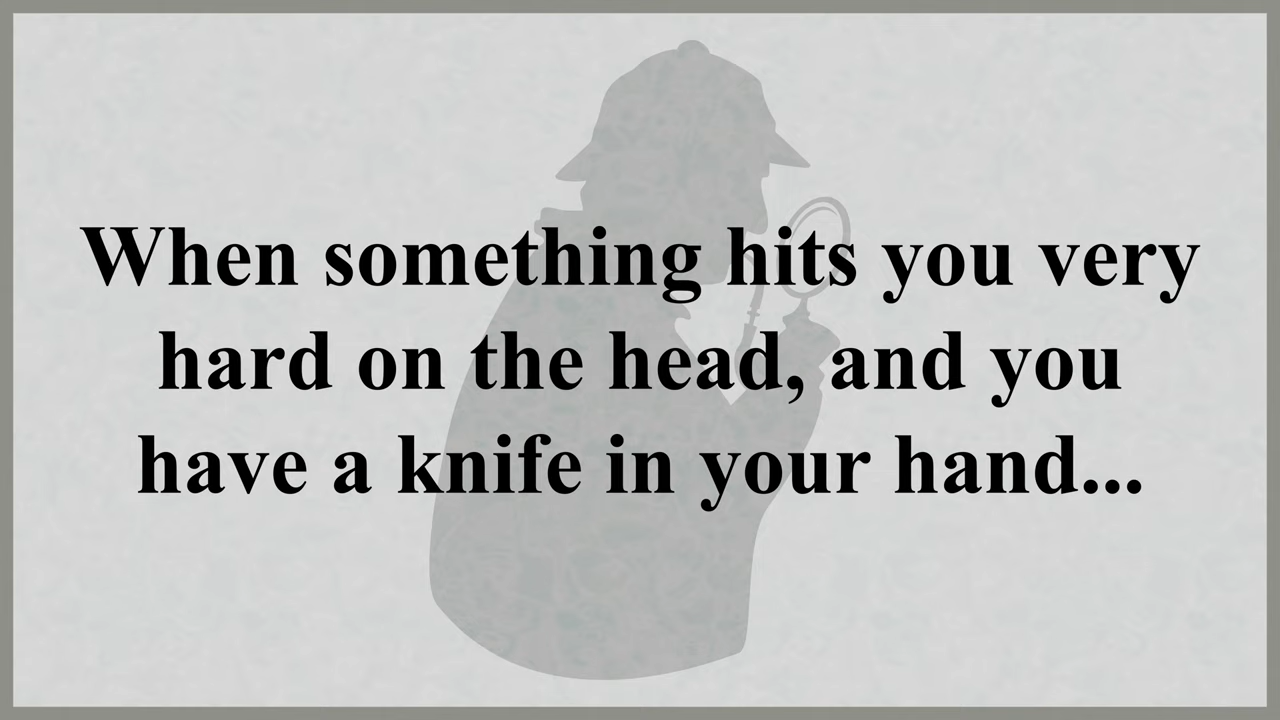 When something hits you very
hard on the head, and you
have a knife in your hand...